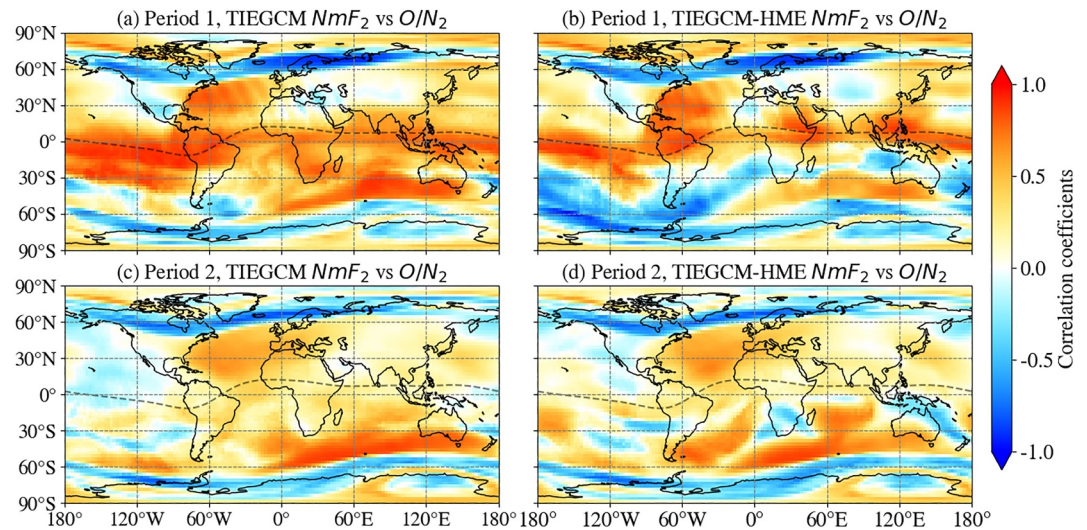 (a) Period 1, TIEGCM NmF₂ vs O/N₂
(b) Period 1, TIEGCM-HME NmF₂ vs O/N₂
90°N
60°N
30°N
0°
30°S
60°S
90°S
(c) Period 2, TIEGCM NmF₂ vs O/N₂
(d) Period 2, TIEGCM-HME NmF₂ vs O/N₂
90°N
60°N
30°N
0°
30°S
60°S
90°S
180° 120°W 60°W 0° 60°E 120°E 180°
180° 120°W 60°W 0° 60°E 120°E 180°
1.0
0.5
0.0
-0.5
-1.0
Correlation coefficients